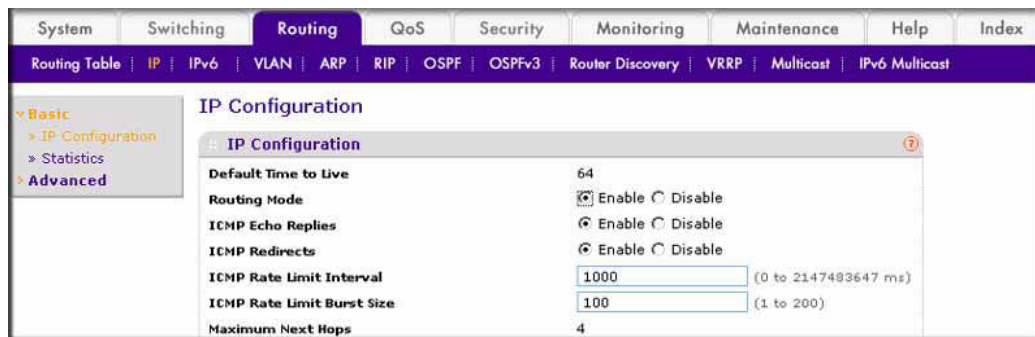 System Switching Routing QoS Security Monitoring Maintenance Help Index
Routing Table IP IPv6 VLAN ARP RIP OSPF OSPFv3 Router Discovery VRRP Multicast IPv6 Multicast
Basic
» IP Configuration
» Statistics
Advanced
IP Configuration
IP Configuration ?
Default Time to Live 64
Routing Mode Enable Disable
ICMP Echo Replies Enable Disable
ICMP Redirects Enable Disable
ICMP Rate Limit Interval 1000 (0 to 2147483647 ms)
ICMP Rate Limit Burst Size 100 (1 to 200)
Maximum Next Hops 4